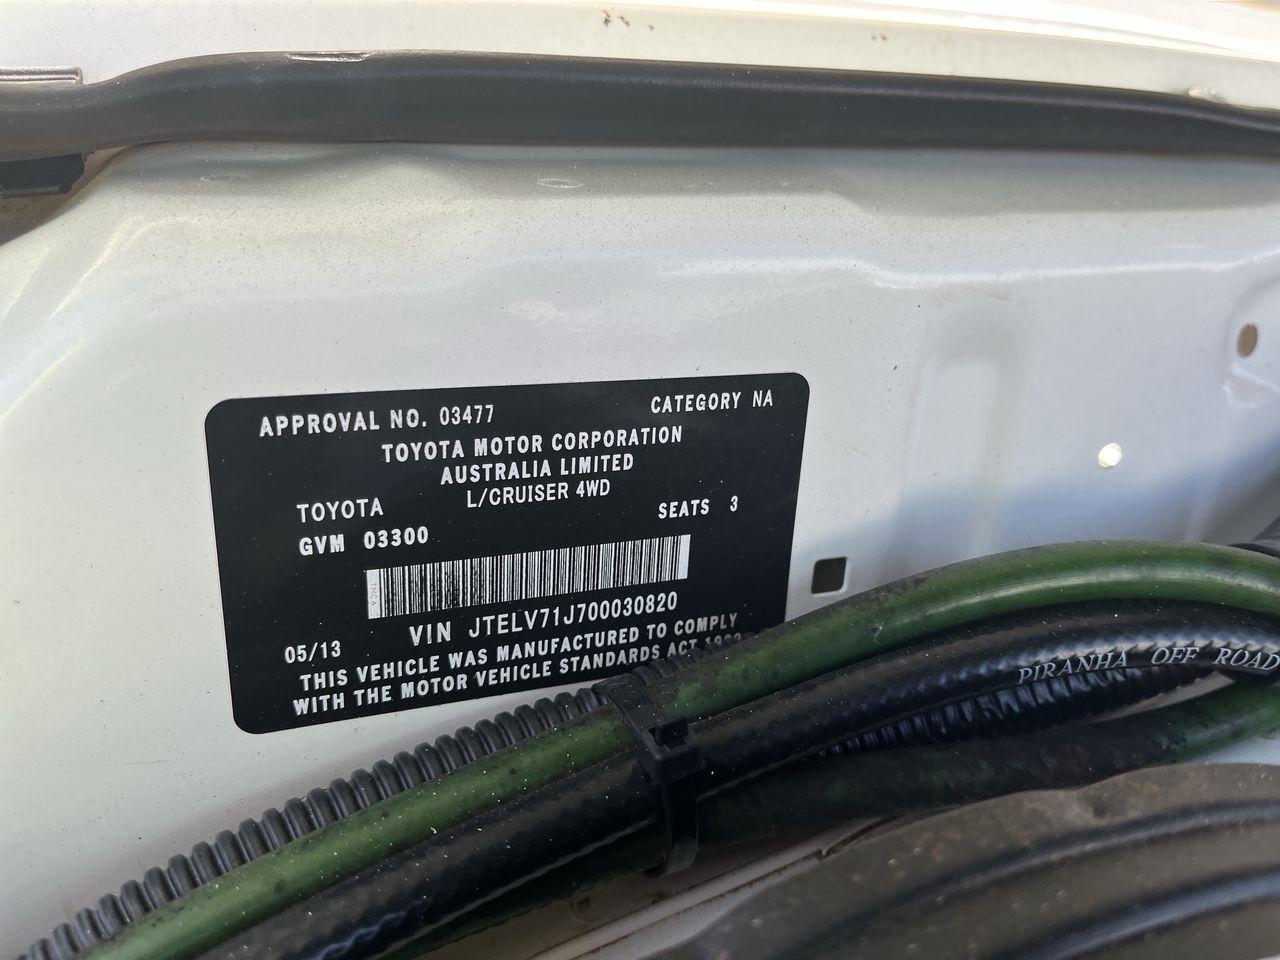 APPROVAL NO. 03477 CATEGORY NA
TOYOTA MOTOR CORPORATION
AUSTRALIA LIMITED
TOYOTA L/CRUISER 4WD
GVM 03300 SEATS 3
TMCA
VIN JTELV71J700030820
05/13
THIS VEHICLE WAS MANUFACTURED TO COMPLY
WITH THE MOTOR VEHICLE STANDARDS ACT
PIRANHA OFF ROAD